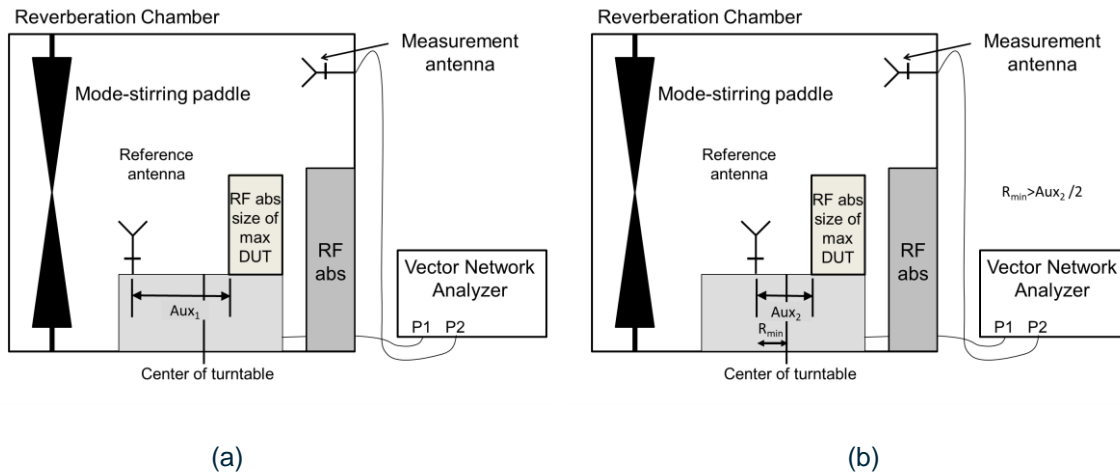 Reverberation Chamber
Measurement
antenna
Mode-stirring paddle
Reference
antenna
RF abs
size of
max
DUT
RF
abs
Vector Network
Analyzer
P1 P2
Aux1
Center of turntable
(a)
Reverberation Chamber
Measurement
antenna
Mode-stirring paddle
Reference
antenna
RF abs
size of
max
DUT
Rmin>Aux2 /2
RF
abs
Vector Network
Analyzer
P1 P2
Aux2
Rmin
Center of turntable
(b)